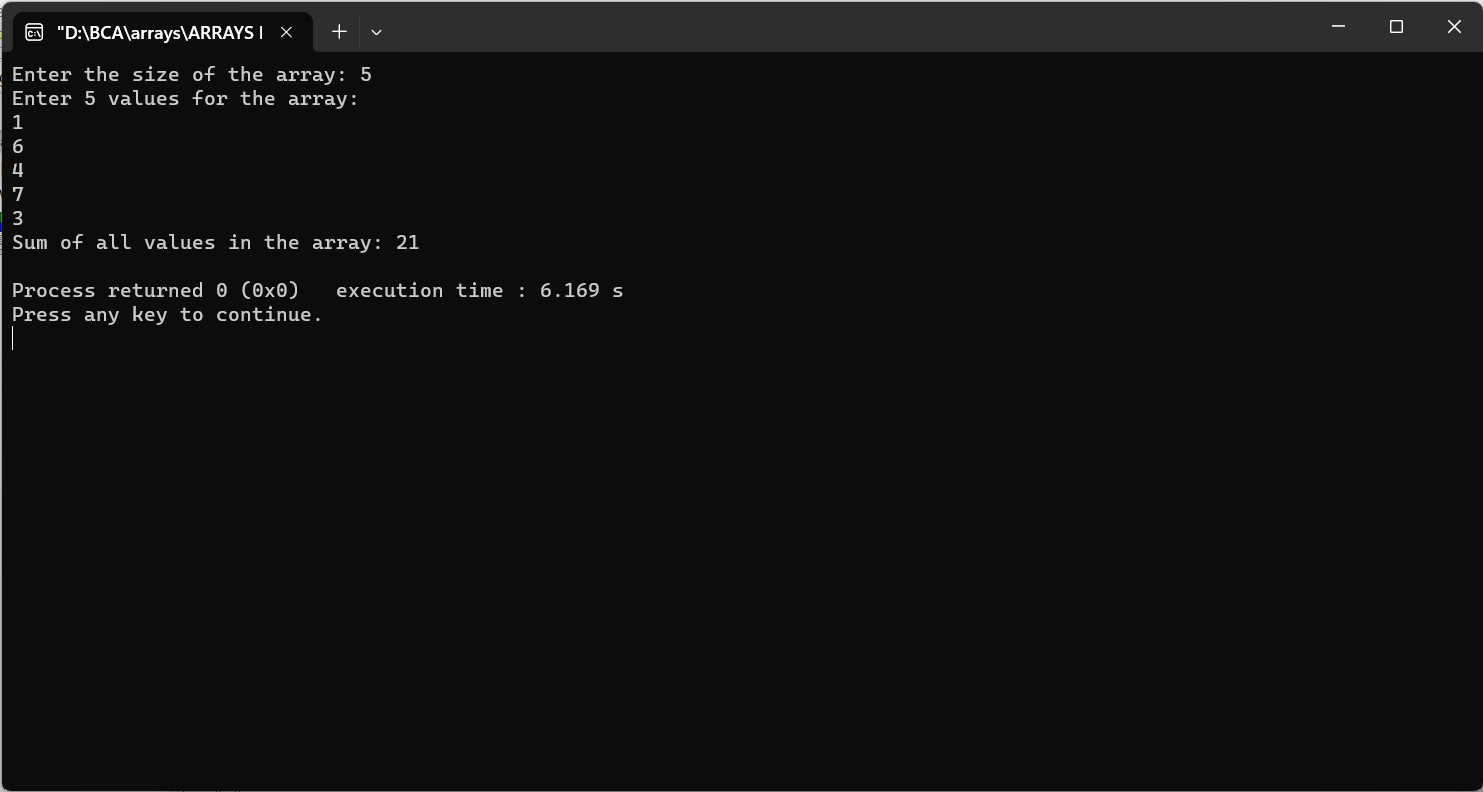 "D:\BCA\arrays\ARRAYS
Enter the size of the array: 5
Enter 5 values for the array:
1
6
4
7
3
Sum of all values in the array: 21
Process returned 0 (0x0)   execution time : 6.169 s
Press any key to continue.